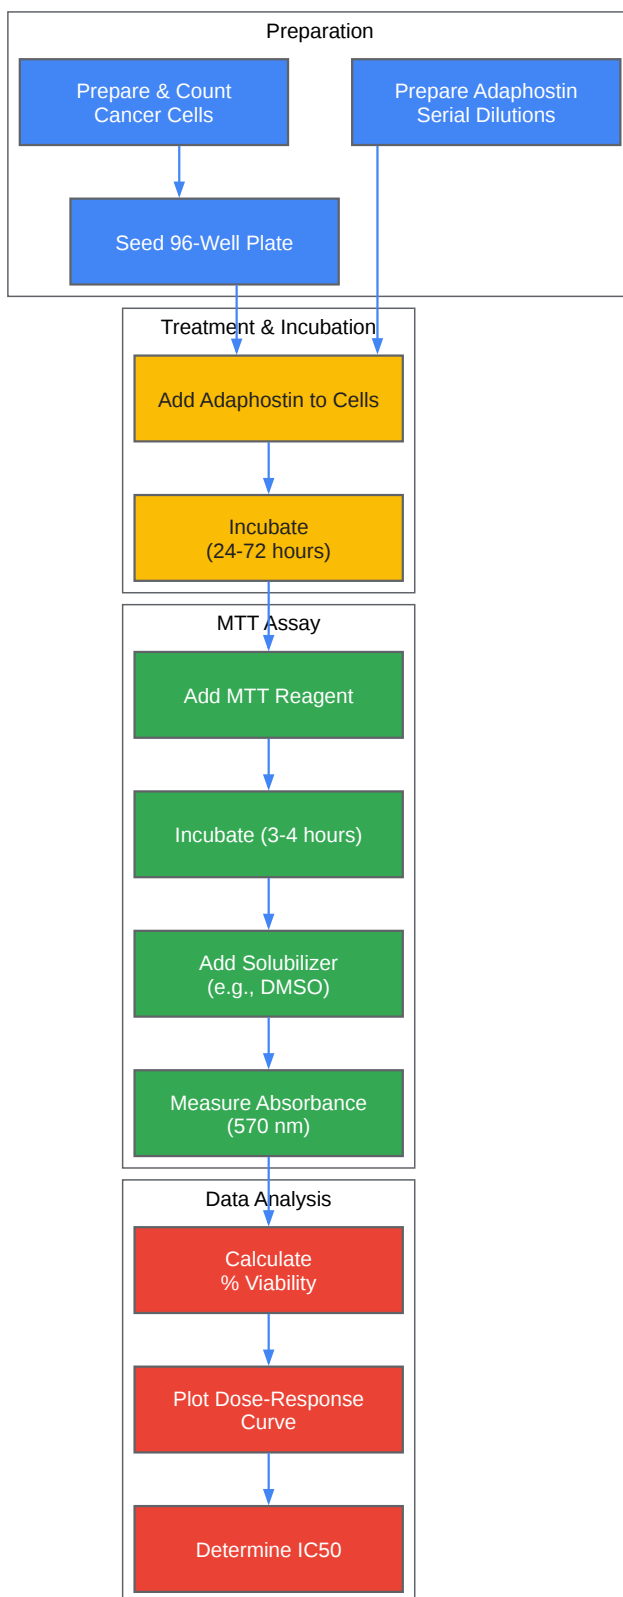 Preparation
Prepare & Count
Cancer Cells
Prepare Adaphostin
Serial Dilutions
Seed 96-Well Plate
Treatment & Incubation
Add Adaphostin to Cells
Incubate
(24-72 hours)
MTT Assay
Add MTT Reagent
Incubate (3-4 hours)
Add Solubilizer
(e.g., DMSO)
Measure Absorbance
(570 nm)
Data Analysis
Calculate
% Viability
Plot Dose-Response
Curve
Determine IC50